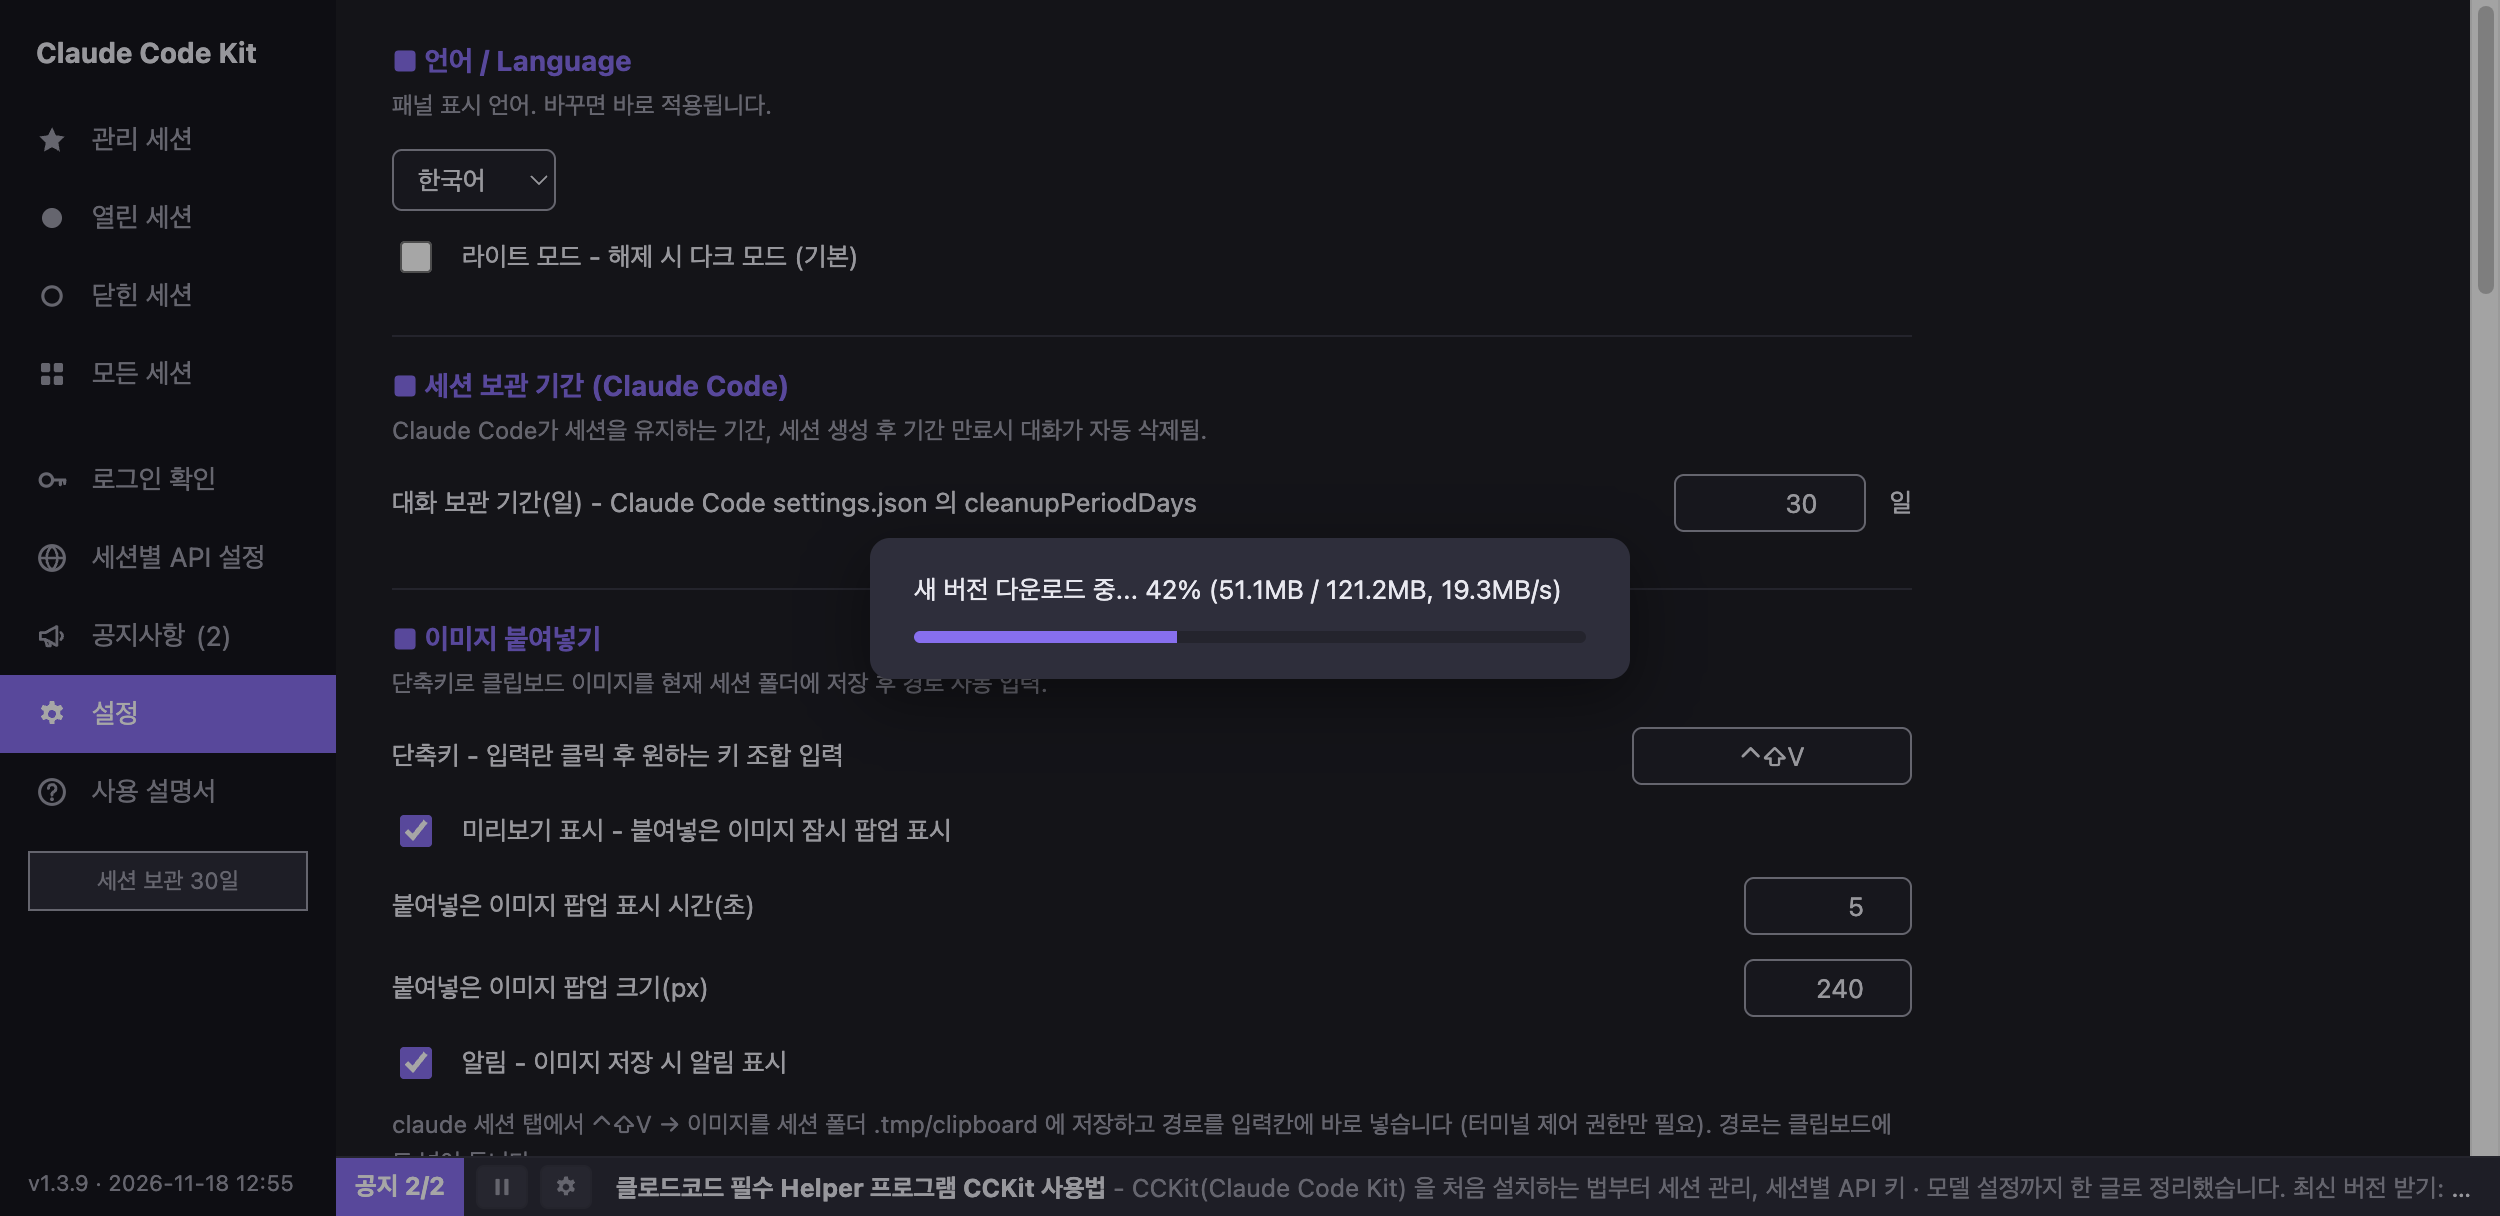 Claude Code Kit
관리 세션
열린 세션
닫힌 세션
모든 세션
로그인 확인
세션별 API 설정
공지사항 (2)
설정
사용 설명서
세션 보관 30일
v1.3.9 · 2026-11-18 12:55
언어 / Language
패널 표시 언어. 바꾸면 바로 적용됩니다.
한국어
라이트 모드 – 해제 시 다크 모드 (기본)
세션 보관 기간 (Claude Code)
Claude Code가 세션을 유지하는 기간, 세션 생성 후 기간 만료시 대화가 자동 삭제됨.
대화 보관 기간(일) – Claude Code settings.json 의 cleanupPeriodDays 30 일
새 버전 다운로드 중... 42% (51.1MB / 121.2MB, 19.3MB/s)
이미지 붙여넣기
단축키로 클립보드 이미지를 현재 세션 폴더에 저장 후 경로 자동 입력.
단축키 – 입력란 클릭 후 원하는 키 조합 입력 ^⇧V
미리보기 표시 – 붙여넣은 이미지 잠시 팝업 표시
붙여넣은 이미지 팝업 표시 시간(초) 5
붙여넣은 이미지 팝업 크기(px) 240
알림 – 이미지 저장 시 알림 표시
claude 세션 탭에서 ^⇧V → 이미지를 세션 폴더 .tmp/clipboard 에 저장하고 경로를 입력칸에 바로 넣습니다 (터미널 제어 권한만 필요). 경로는 클립보드에
공지 2/2 클로드코드 필수 Helper 프로그램 CCKit 사용법 – CCKit(Claude Code Kit) 을 처음 설치하는 법부터 세션 관리, 세션별 API 키 · 모델 설정까지 한 글로 정리했습니다. 최신 버전 받기: ...